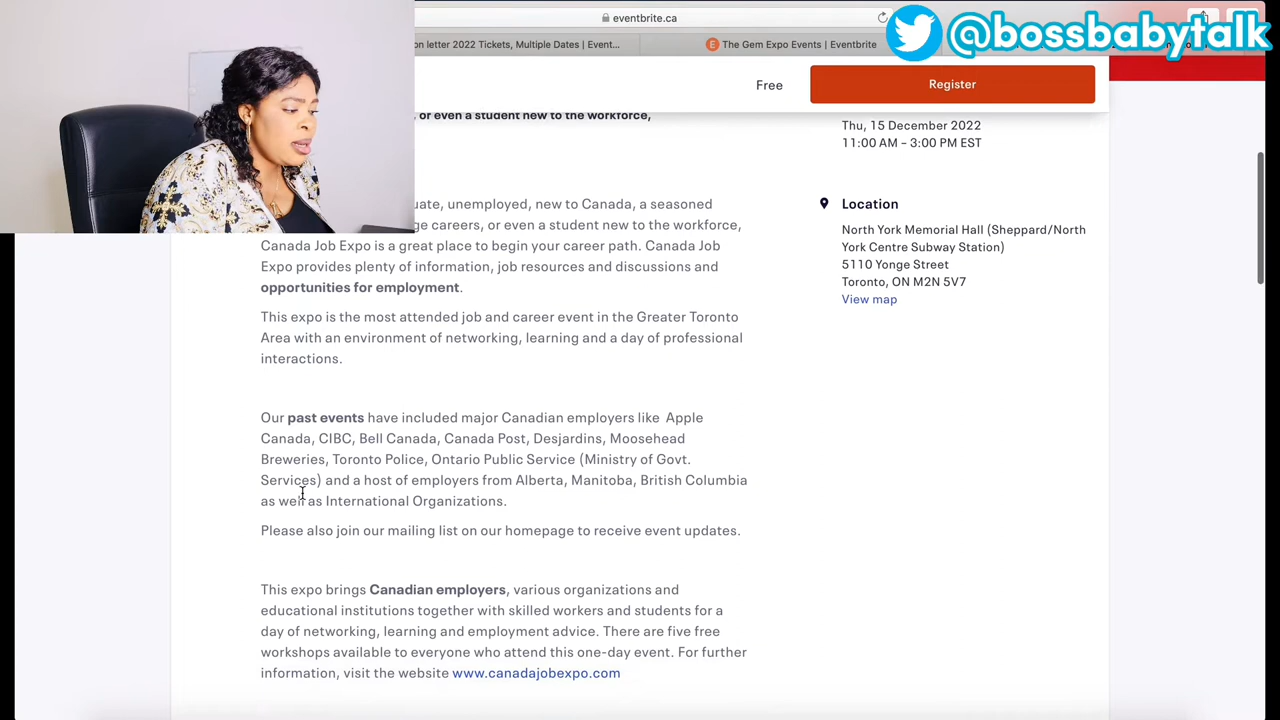 eventbrite.ca
@bossbabytalk
on letter 2022 Tickets, Multiple Dates | Event...
The Gem Expo Events | Eventbrite
Free
Register
or even a student new to the workforce,
Thu, 15 December 2022
11:00 AM – 3:00 PM EST
uate, unemployed, new to Canada, a seasoned
ge careers, or even a student new to the workforce,
Canada Job Expo is a great place to begin your career path. Canada Job
Expo provides plenty of information, job resources and discussions and
opportunities for employment.
This expo is the most attended job and career event in the Greater Toronto
Area with an environment of networking, learning and a day of professional
interactions.
Our past events have included major Canadian employers like Apple
Canada, CIBC, Bell Canada, Canada Post, Desjardins, Moosehead
Breweries, Toronto Police, Ontario Public Service (Ministry of Govt.
Services) and a host of employers from Alberta, Manitoba, British Columbia
as well as International Organizations.
Please also join our mailing list on our homepage to receive event updates.
This expo brings Canadian employers, various organizations and
educational institutions together with skilled workers and students for a
day of networking, learning and employment advice. There are five free
workshops available to everyone who attend this one-day event. For further
information, visit the website www.canadajobexpo.com
Location
North York Memorial Hall (Sheppard/North
York Centre Subway Station)
5110 Yonge Street
Toronto, ON M2N 5V7
View map